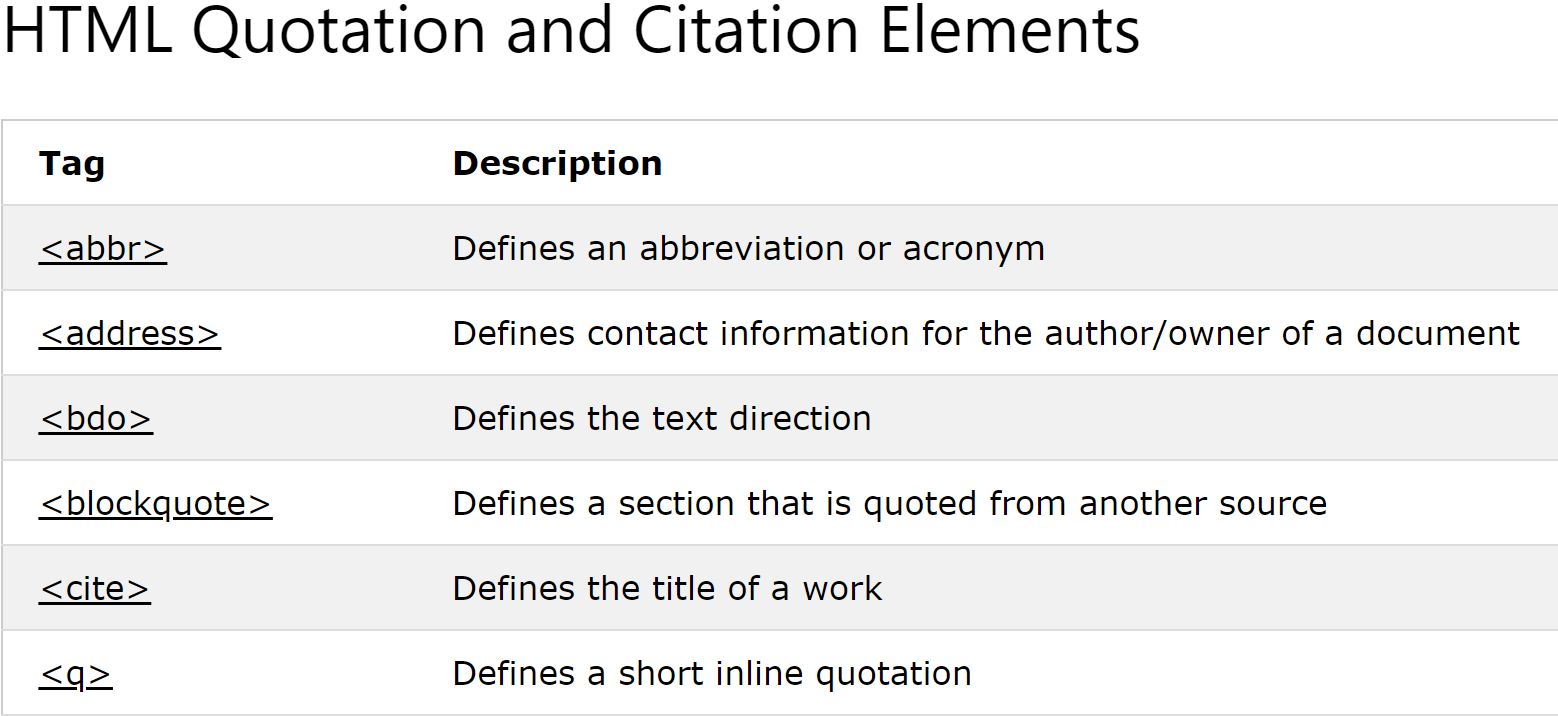 HTML Quotation and Citation Elements
Tag Description
<abbr> Defines an abbreviation or acronym
<address> Defines contact information for the author/owner of a document
<bdo> Defines the text direction
<blockquote> Defines a section that is quoted from another source
<cite> Defines the title of a work
<q> Defines a short inline quotation